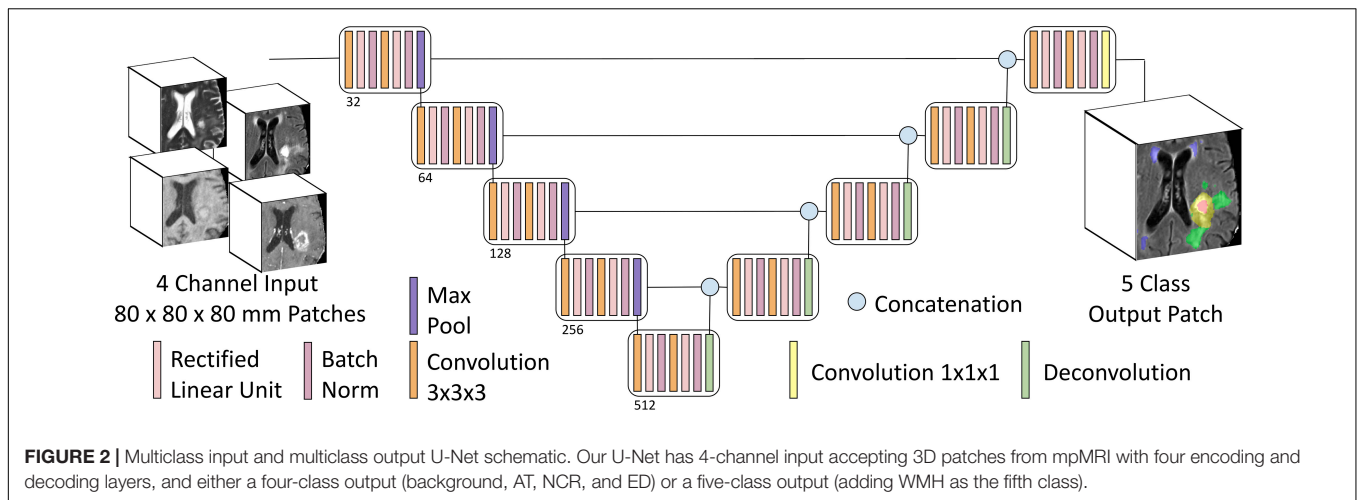 32
64
128
256
512
4 Channel Input
80 x 80 x 80 mm Patches
Max
Pool
Rectified
Linear Unit
Batch
Norm
Convolution
3x3x3
Concatenation
Convolution 1x1x1
Deconvolution
5 Class
Output Patch
FIGURE 2 | Multiclass input and multiclass output U-Net schematic. Our U-Net has 4-channel input accepting 3D patches from mpMRI with four encoding and
decoding layers, and either a four-class output (background, AT, NCR, and ED) or a five-class output (adding WMH as the fifth class).